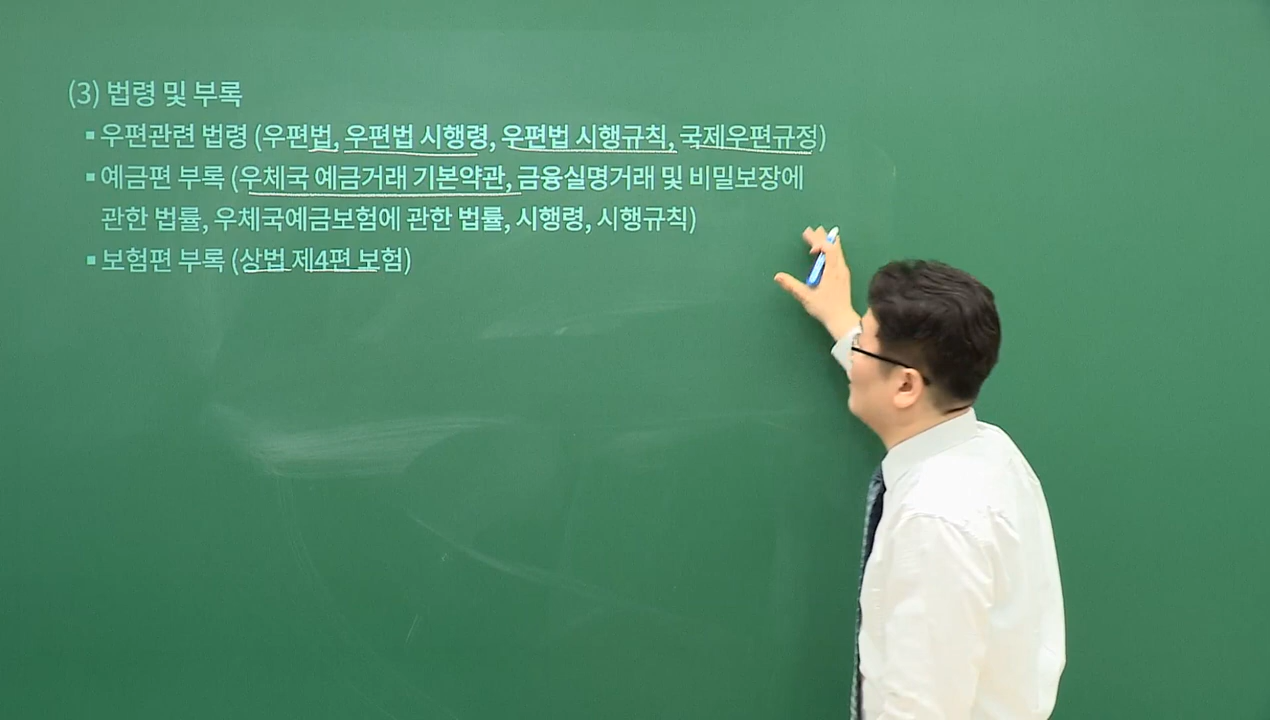 (3) 법령 및 부록
▪ 우편관련 법령 (우편법, 우편법 시행령, 우편법 시행규칙, 국제우편규정)
▪ 예금편 부록 (우체국 예금거래 기본약관, 금융실명거래 및 비밀보장에
관한 법률, 우체국예금보험에 관한 법률, 시행령, 시행규칙)
▪ 보험편 부록 (상법 제4편 보험)